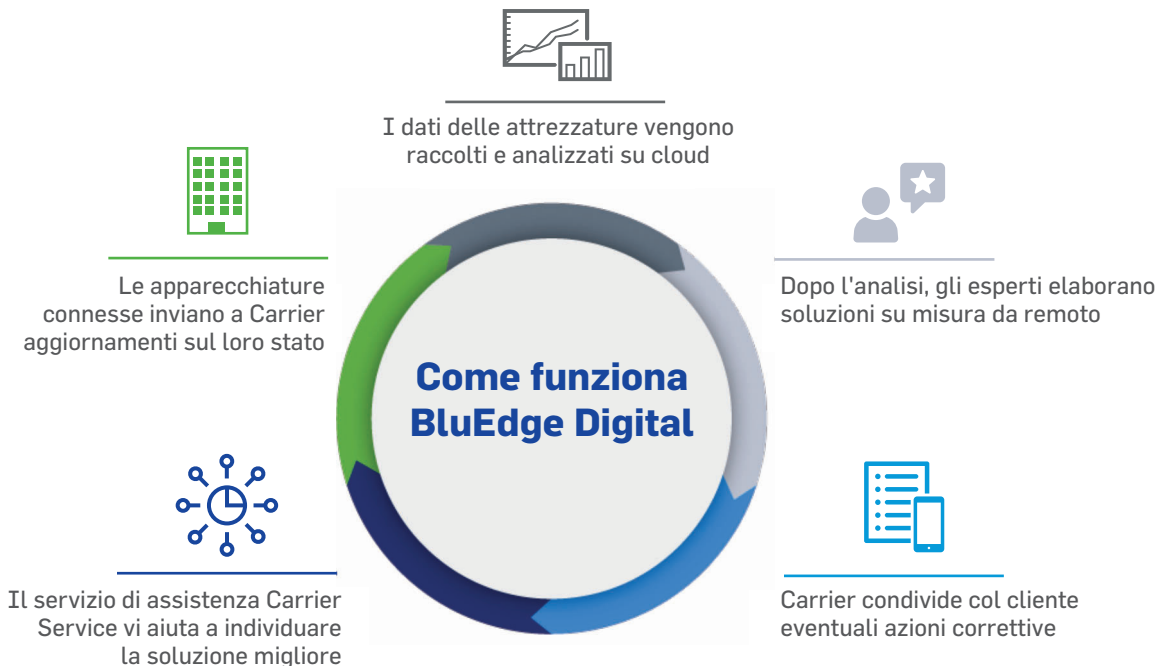 I dati delle attrezzature vengono
raccolti e analizzati su cloud
Le apparecchiature
connesse inviano a Carrier
aggiornamenti sul loro stato
Dopo l'analisi, gli esperti elaborano
soluzioni su misura da remoto
Come funziona
BluEdge Digital
Il servizio di assistenza Carrier
Service vi aiuta a individuare
la soluzione migliore
Carrier condivide col cliente
eventuali azioni correttive